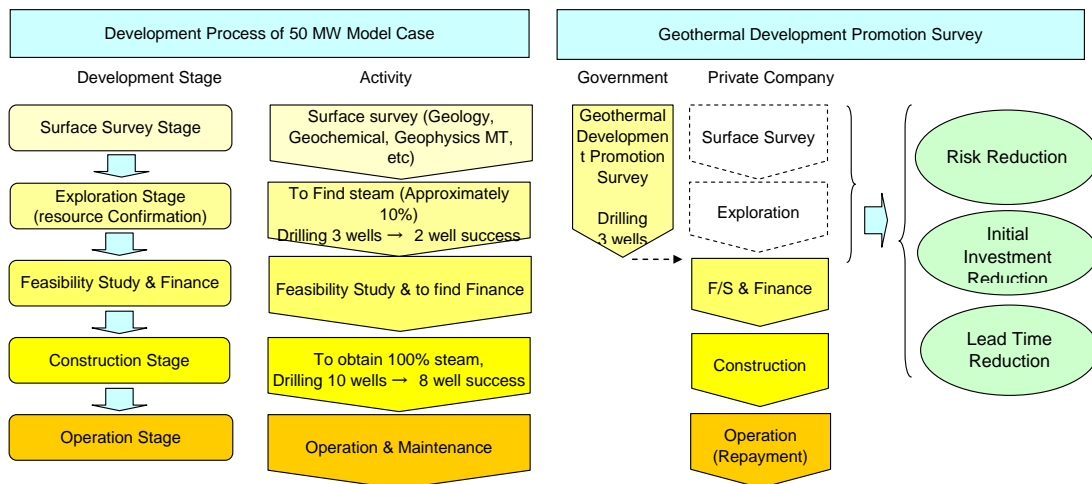 Development Process of 50 MW Model Case
Geothermal Development Promotion Survey
Development Stage
Activity
Government
Private Company
Surface Survey Stage
Exploration Stage
(resource Confirmation)
Feasibility Study & Finance
Construction Stage
Operation Stage
Surface survey (Geology,
Geochemical, Geophysics MT,
etc)
To Find steam (Approximately
10%)
Drilling 3 wells → 2 well success
Feasibility Study & to find Finance
To obtain 100% steam,
Drilling 10 wells → 8 well success
Operation & Maintenance
Geothermal
Developmen
t Promotion
Survey
Drilling
3 wells
Surface Survey
Exploration
F/S & Finance
Construction
Operation
(Repayment)
Risk Reduction
Initial
Investment
Reduction
Lead Time
Reduction